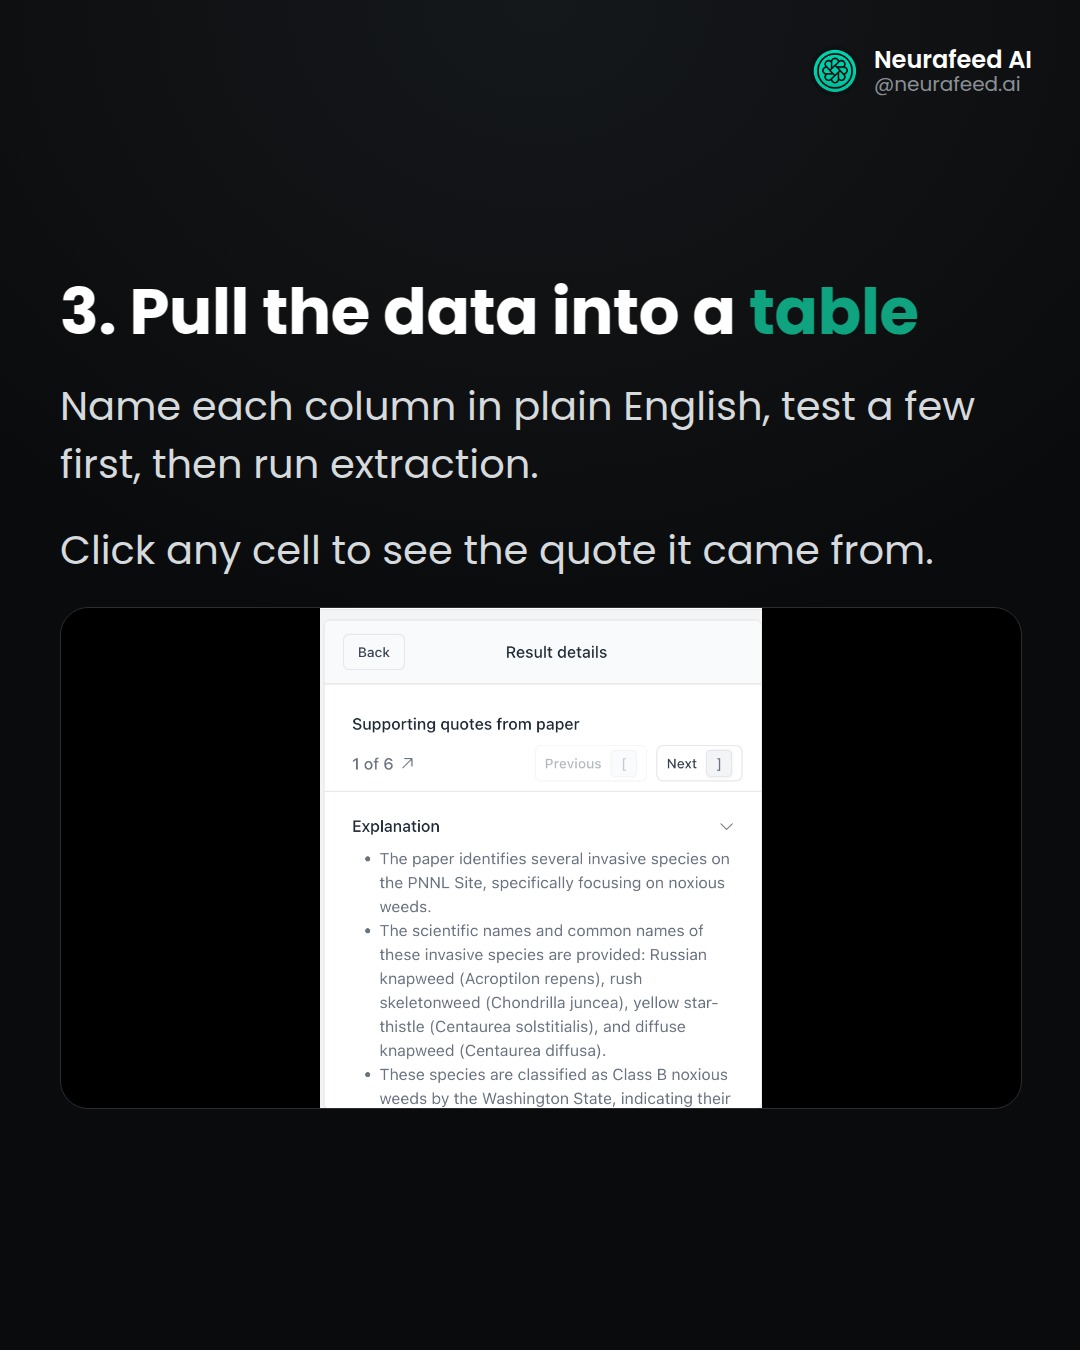 Neurafeed AI
@neurafeed.ai
3. Pull the data into a table
Name each column in plain English, test a few
first, then run extraction.
Click any cell to see the quote it came from.
Back
Result details
Supporting quotes from paper
1 of 6
Previous [
Next ]
Explanation
• The paper identifies several invasive species on
the PNNL Site, specifically focusing on noxious
weeds.
• The scientific names and common names of
these invasive species are provided: Russian
knapweed (Acroptilon repens), rush
skeletonweed (Chondrilla juncea), yellow star-
thistle (Centaurea solstitialis), and diffuse
knapweed (Centaurea diffusa).
• These species are classified as Class B noxious
weeds by the Washington State, indicating their